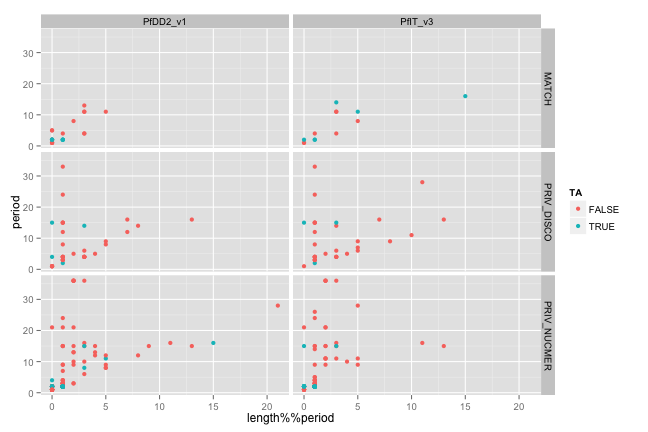 PfDD2_v1 PfIT_v3
30
20
10
0
MATCH
30
20
10
0
PRIV_DISCO
30
20
10
0
PRIV_NUCMER
0 5 10 15 20 0 5 10 15 20
length%%period
period
TA
FALSE
TRUE